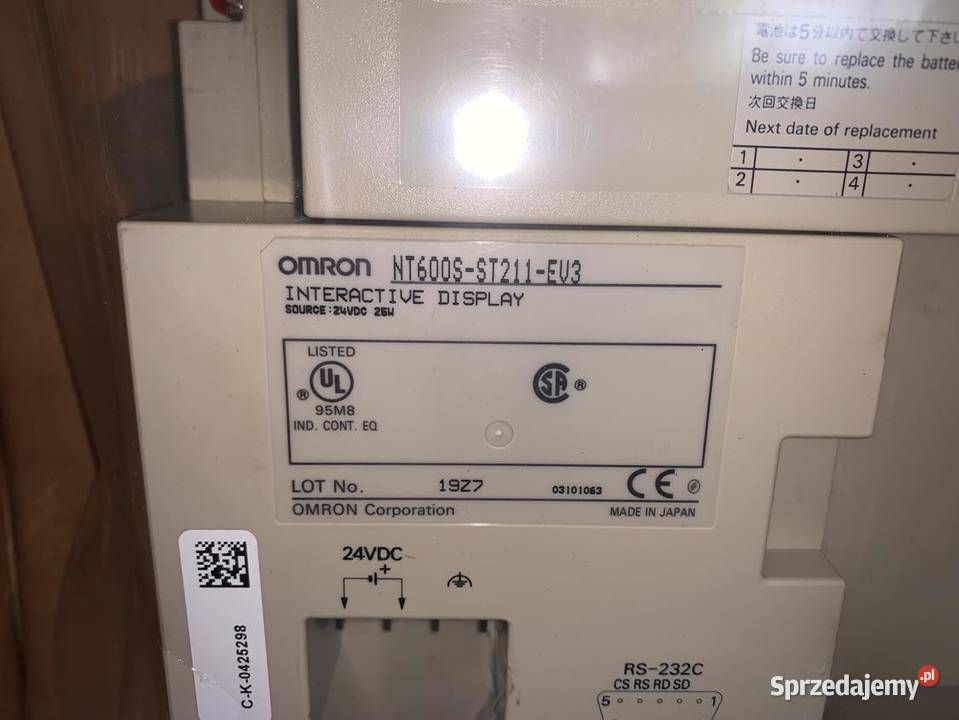 電池は5分以内で交換して下さい
Be sure to replace the batte
within 5 minutes.
次回交換日
Next date of replacement
1 . 3 .
2 . 4 .
OMRON NT600S-ST211-EV3
INTERACTIVE DISPLAY
SOURCE:24VDC 25W
LISTED
UL ®
95M8
IND. CONT. EQ
SA ®
LOT No. 19Z7 03101063 CE
OMRON Corporation MADE IN JAPAN
24VDC
+
C-K-0425298
RS-232C
CS RS RD SD
5 1
Sprzedajemy.pl